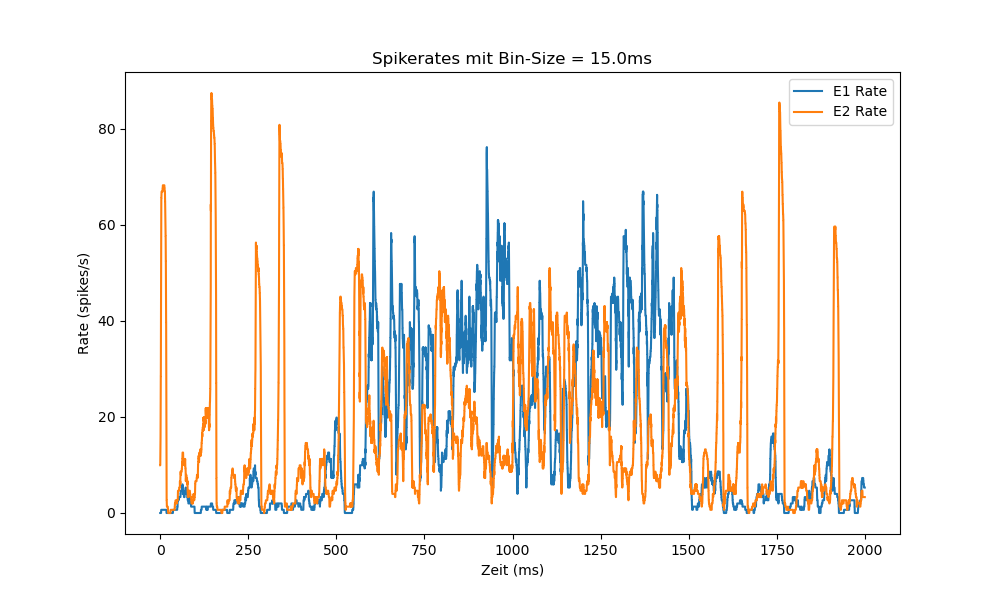 Spikerates mit Bin-Size = 15.0ms
E1 Rate
E2 Rate
Rate (spikes/s)
80
60
40
20
0
0 250 500 750 1000 1250 1500 1750 2000
Zeit (ms)